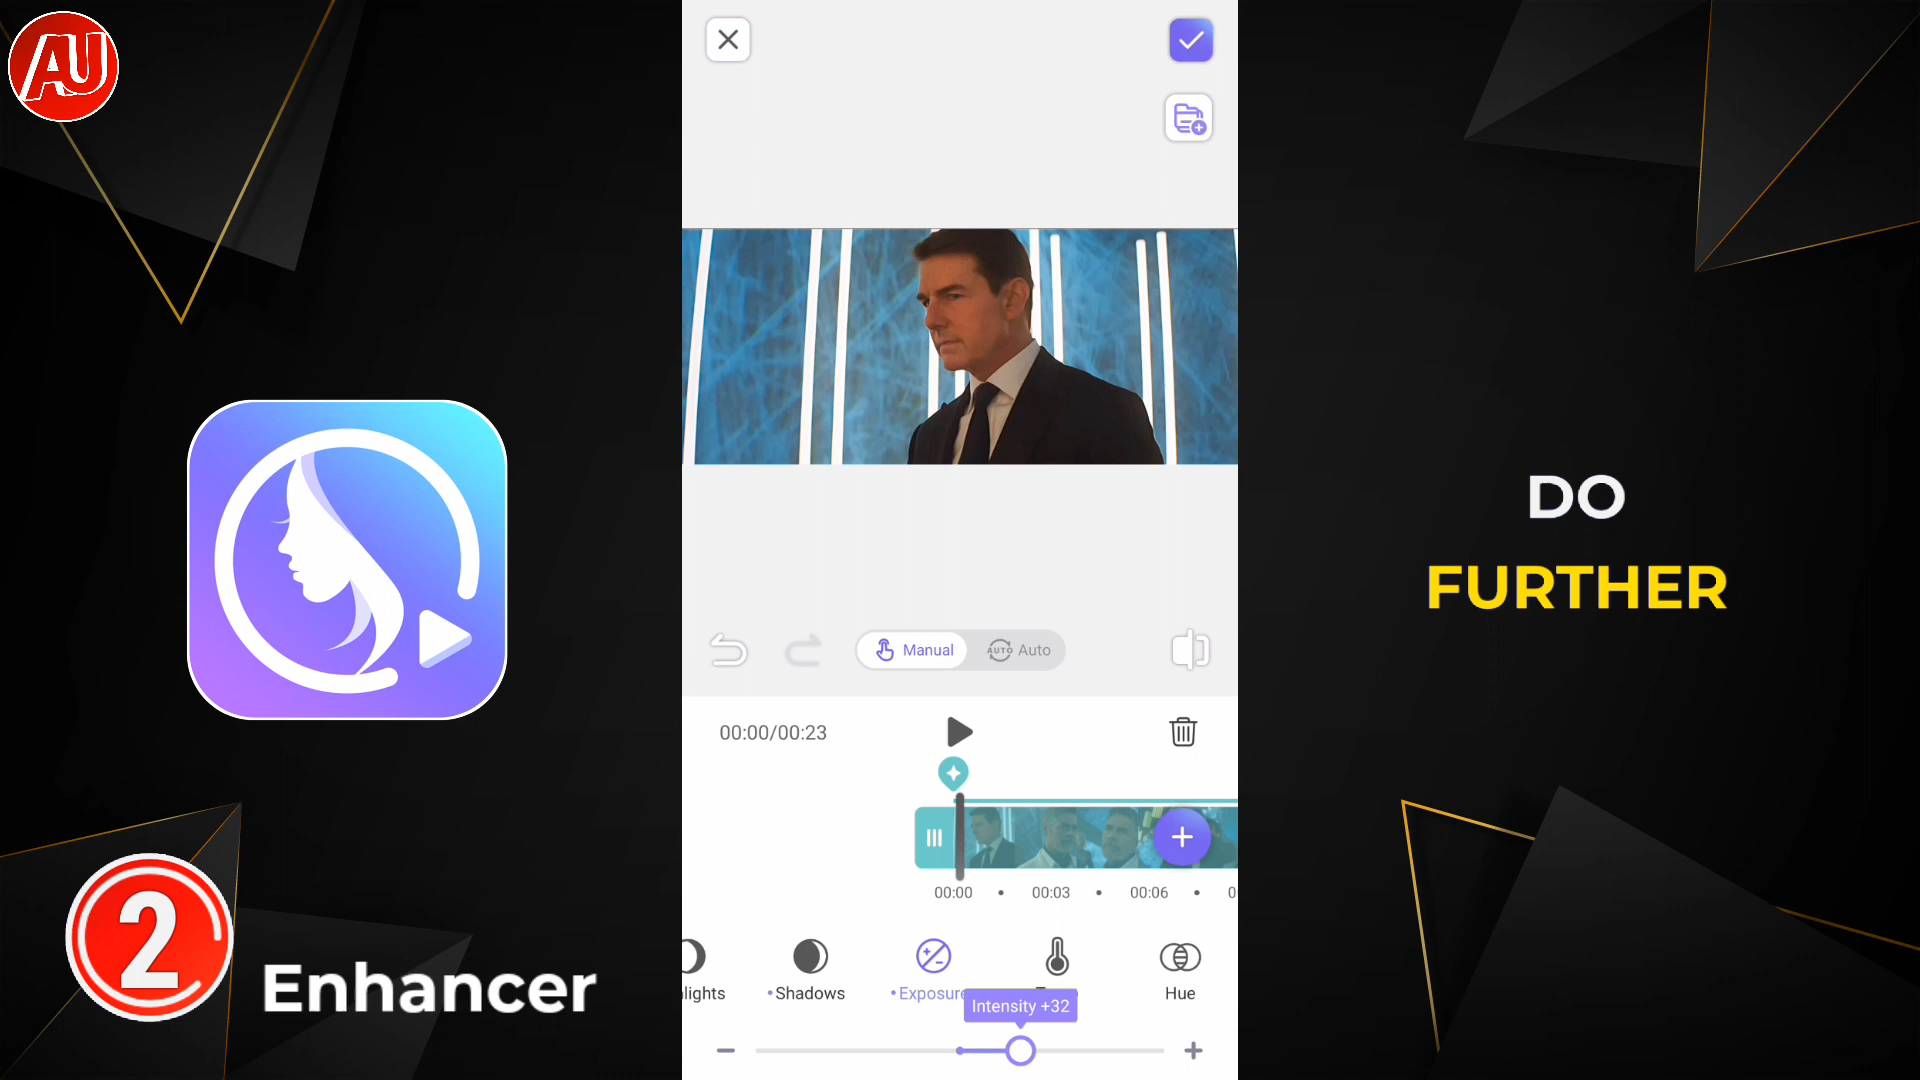 AU
DO
FURTHER
Manual
AUTO Auto
00:00/00:23
00:00 • 00:03 • 00:06 •
lights
• Shadows
• Exposure
Hue
Intensity +32
2
Enhancer